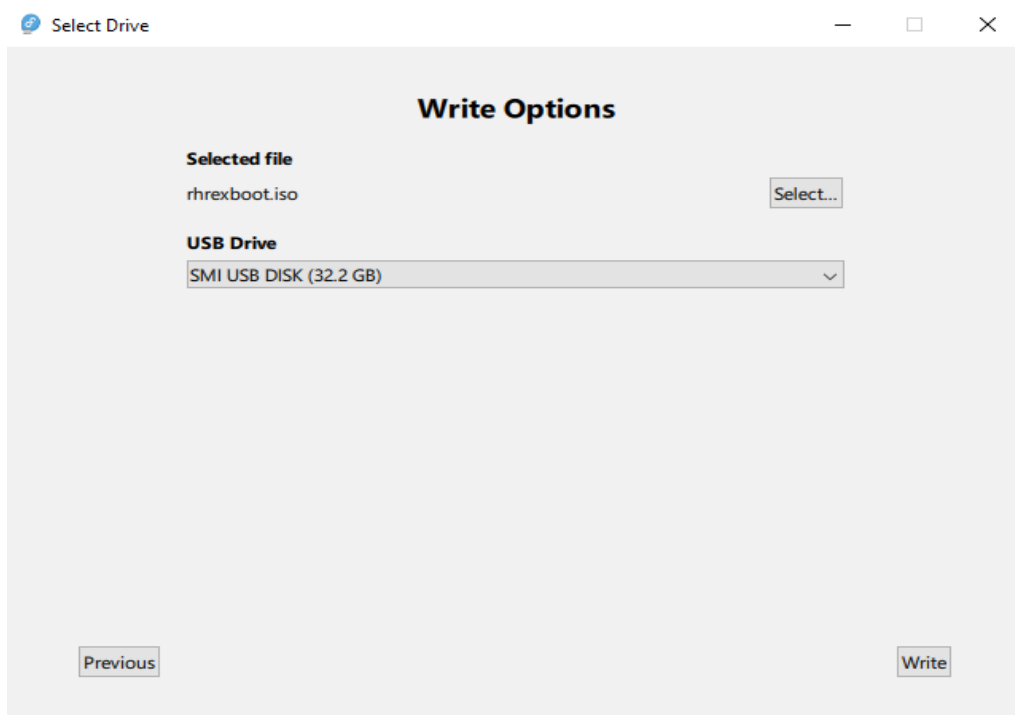 Select Drive
Write Options
Selected file
rhrexboot.iso
Select...
USB Drive
SMI USB DISK (32.2 GB)
Previous
Write